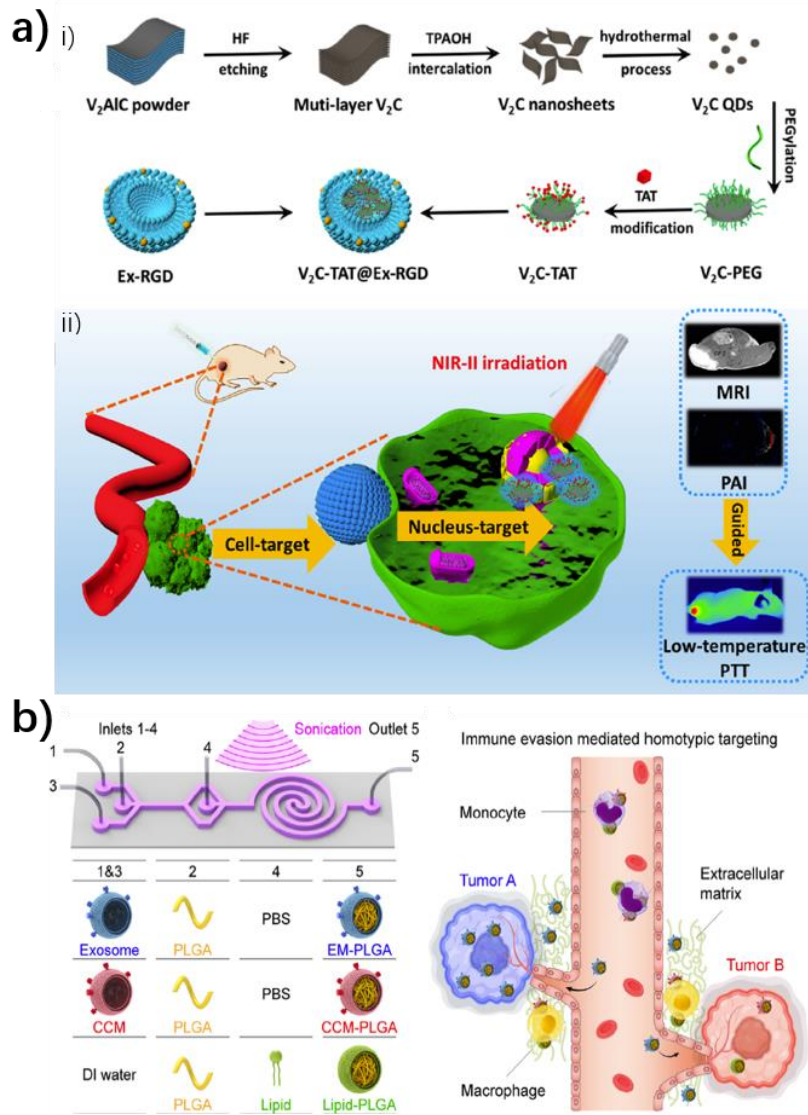 a)
i)
HF
etching
TPAOH
intercalation
hydrothermal
process
V₂AlC powder
Muti-layer V₂C
V₂C nanosheets
V₂C QDs
PEGylation
TAT
modification
Ex-RGD
V₂C-TAT@Ex-RGD
V₂C-TAT
V₂C-PEG
ii)
NIR-II irradiation
Cell-target
Nucleus-target
MRI
PAI
Guided
Low-temperature
PTT
b)
Inlets 1-4
Sonication
Outlet 5
1
2
3
4
5
1&3
2
4
5
Exosome
PLGA
PBS
EM-PLGA
CCM
PLGA
PBS
CCM-PLGA
DI water
PLGA
Lipid
Lipid-PLGA
Immune evasion mediated homotypic targeting
Monocyte
Tumor A
Extracellular
matrix
Tumor B
Macrophage